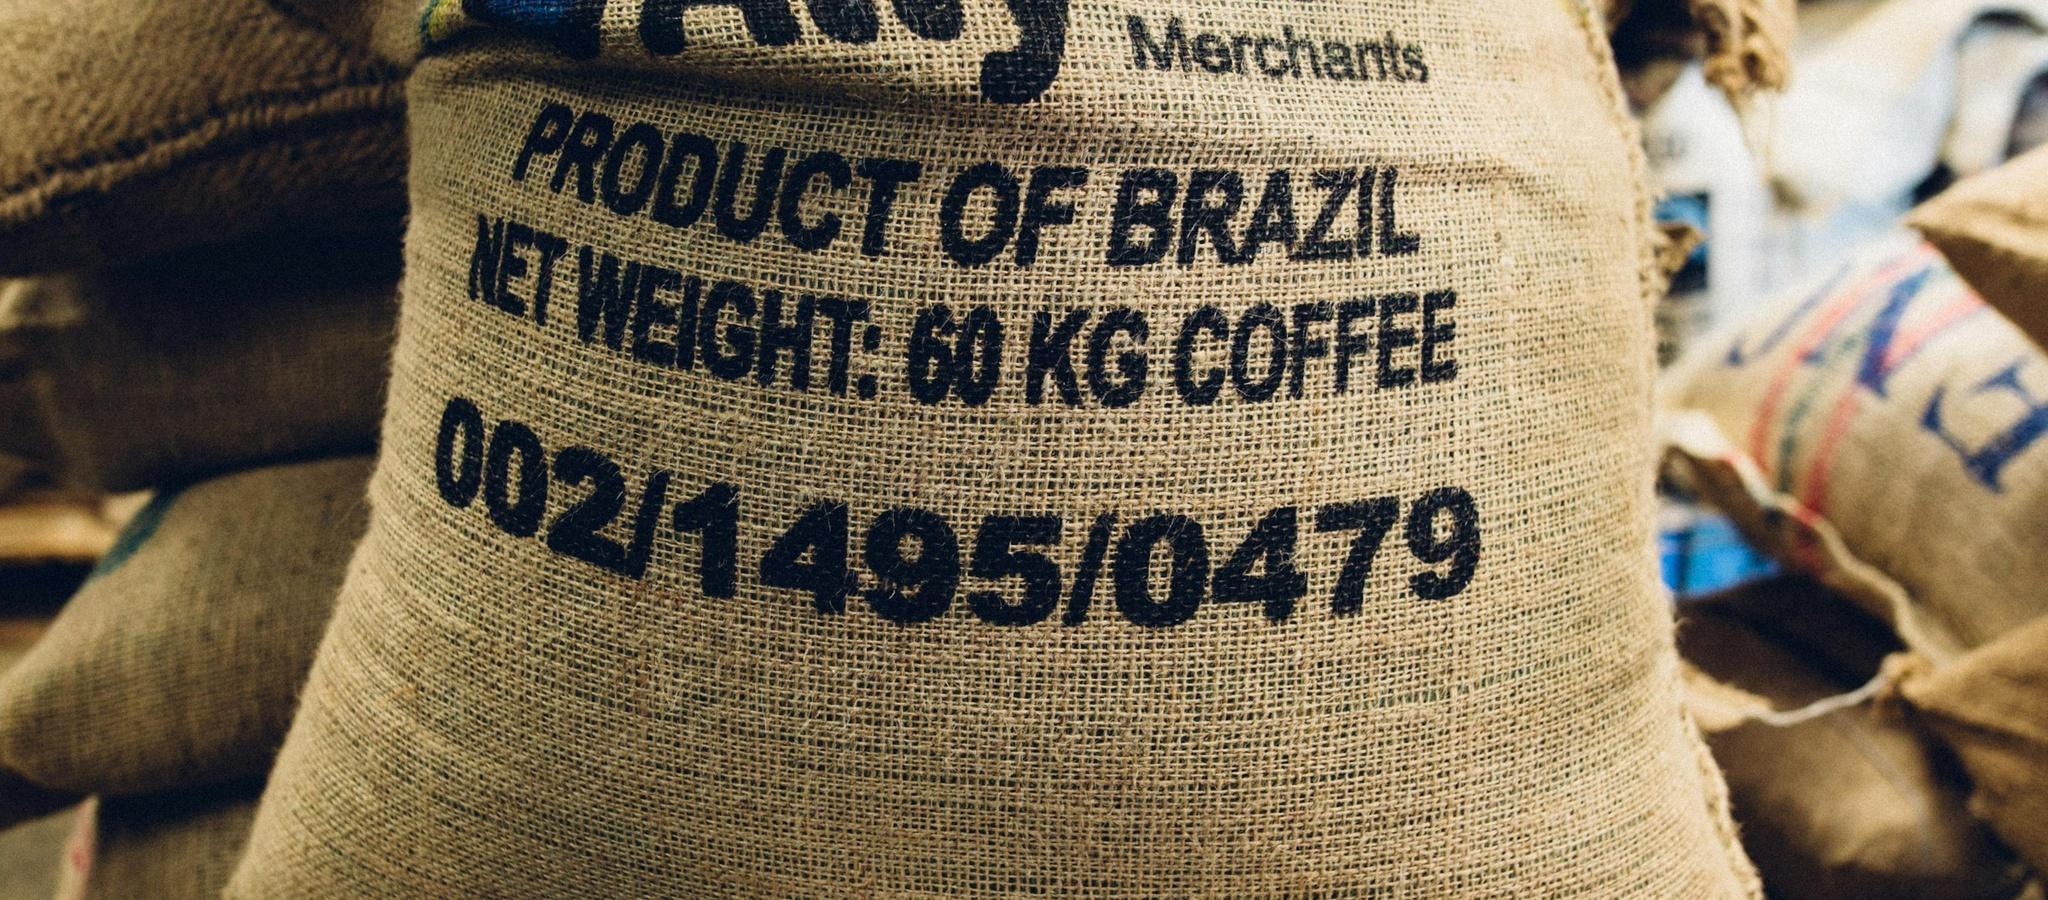 Merchants
PRODUCT OF BRAZIL
NET WEIGHT: 60 KG COFFEE
002/1495/0479